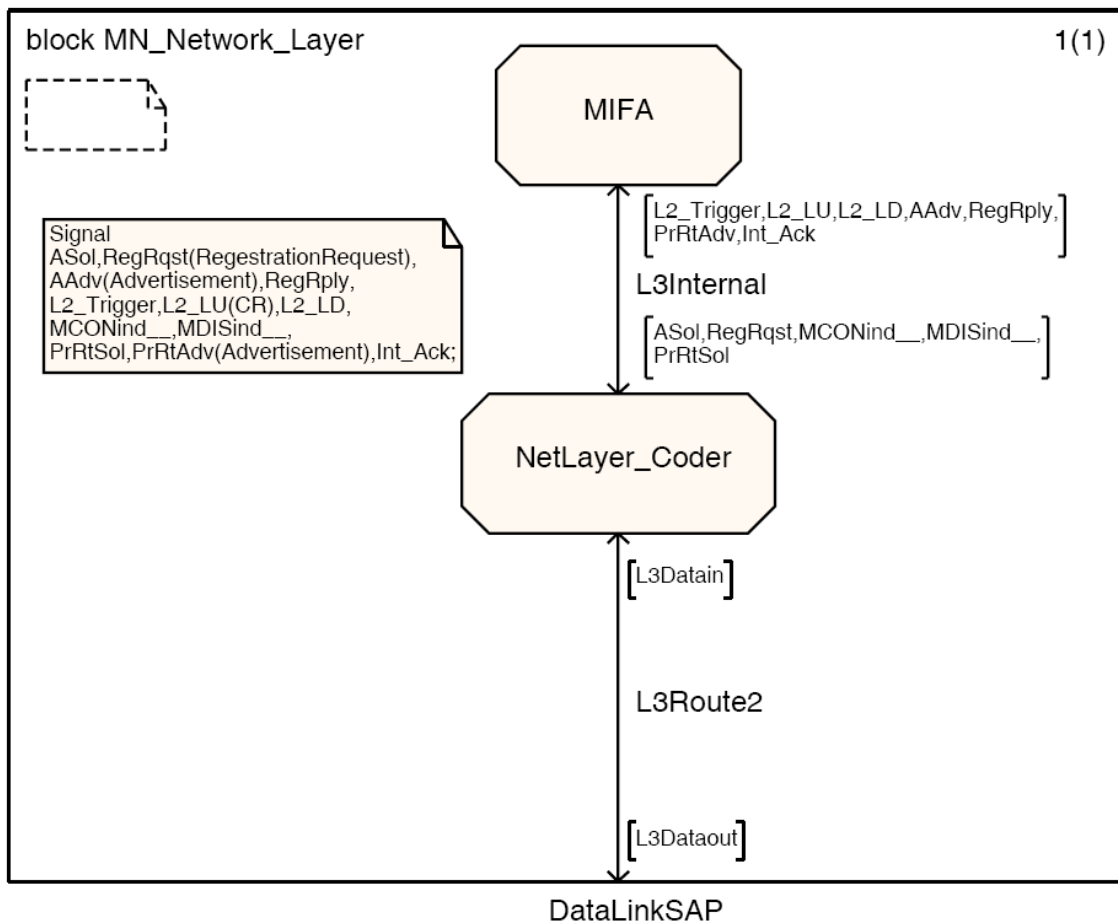 block MN_Network_Layer
1(1)
MIFA
L2_Trigger,L2_LU,L2_LD,AAdv,RegRply,
PrRtAdv,Int_Ack
Signal
ASol,RegRqst(RegestrationRequest),
AAdv(Advertisement),RegRply,
L2_Trigger,L2_LU(CR),L2_LD,
MCONind__,MDISind__,
PrRtSol,PrRtAdv(Advertisement),Int_Ack;
L3Internal
ASol,RegRqst,MCONind__,MDISind__,
PrRtSol
NetLayer_Coder
[L3Datain]
L3Route2
[L3Dataout]
DataLinkSAP